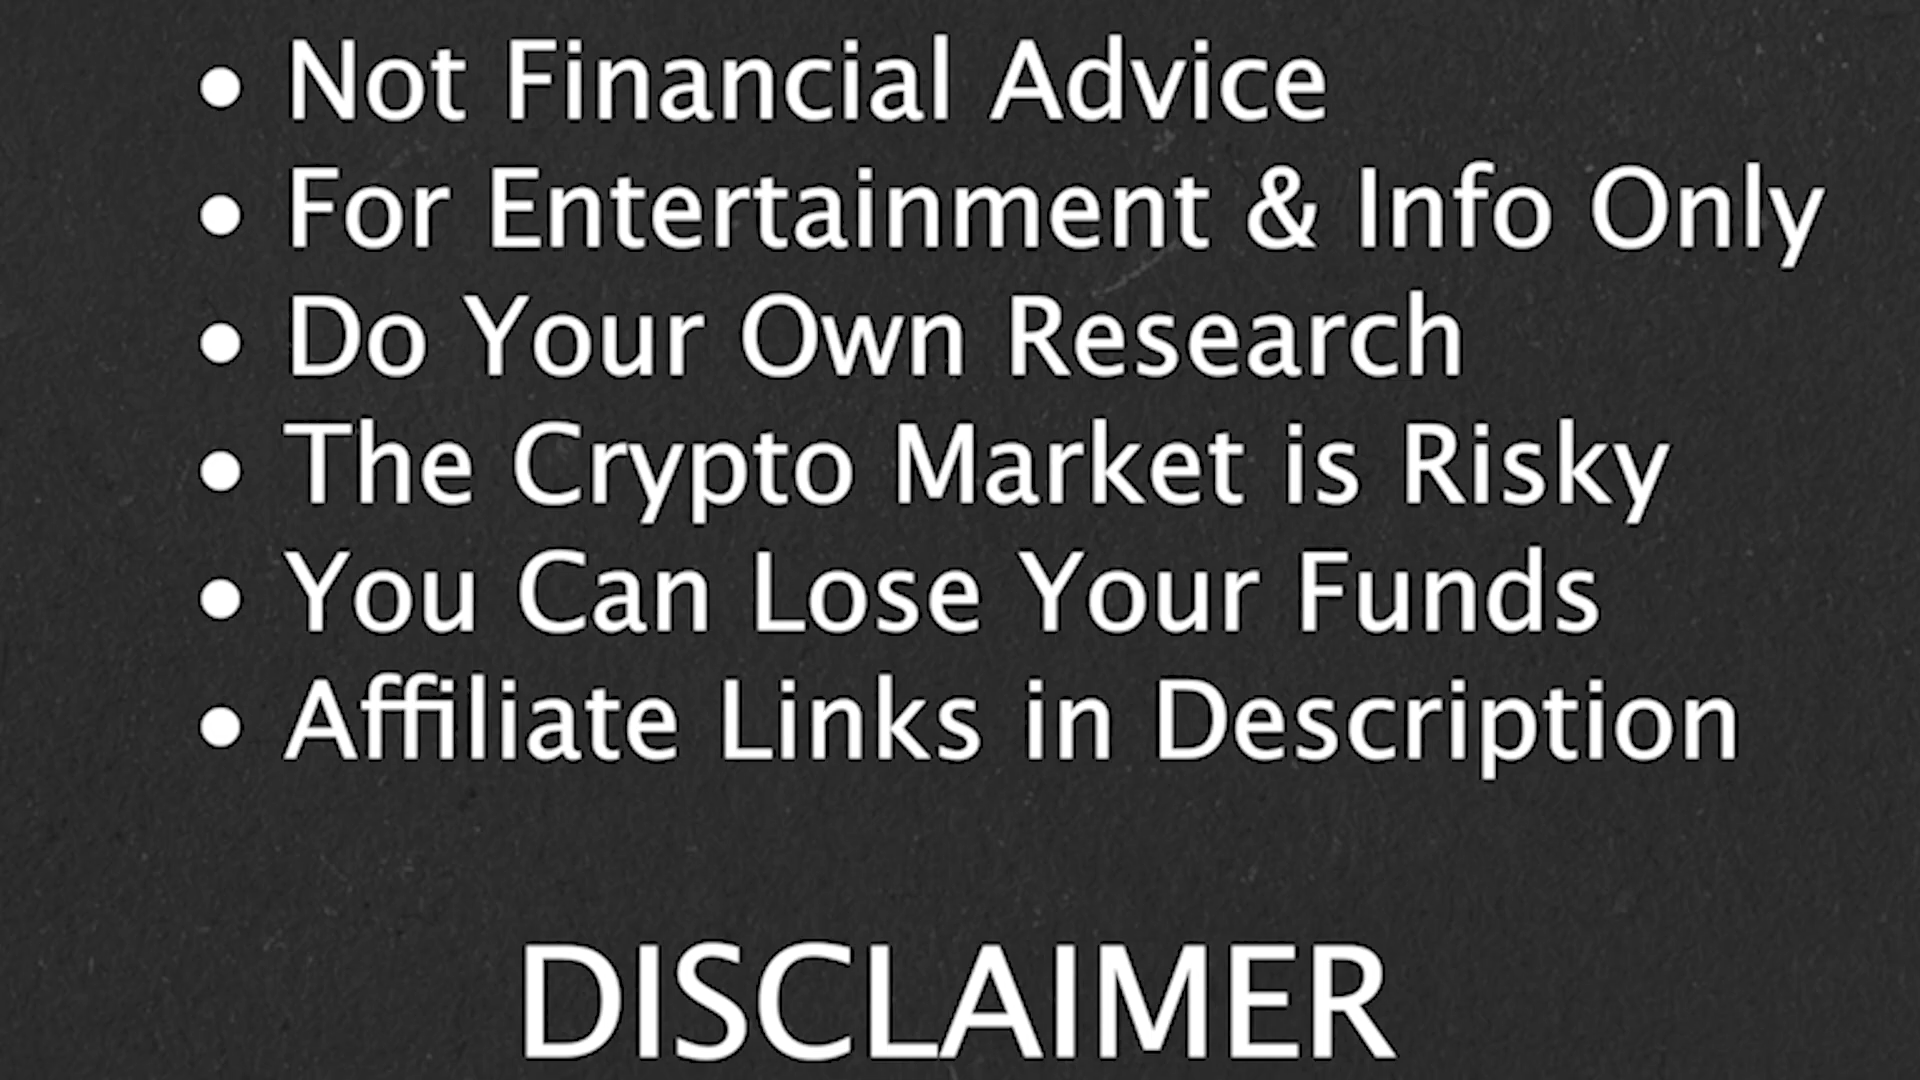 • Not Financial Advice
• For Entertainment & Info Only
• Do Your Own Research
• The Crypto Market is Risky
• You Can Lose Your Funds
• Affiliate Links in Description
DISCLAIMER